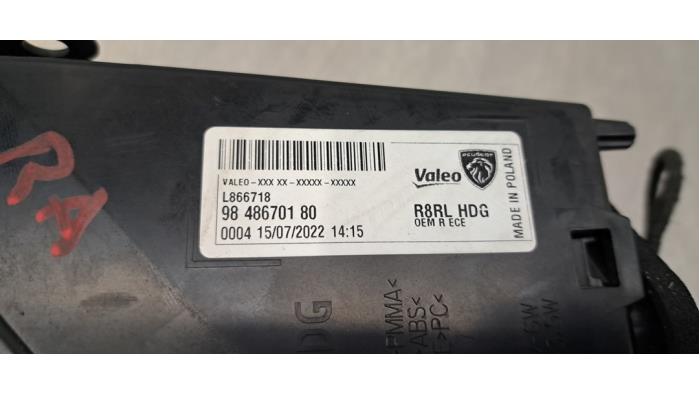 VALEO-XXX XX-XXXXX-XXXXX
L866718
98 486701 80
0004 15/07/2022 14:15
Valeo
PEUGEOT
R8RL HDG
OEM R ECE
MADE IN POLAND
RA
>PMMA<
>ABS<
E>PC<